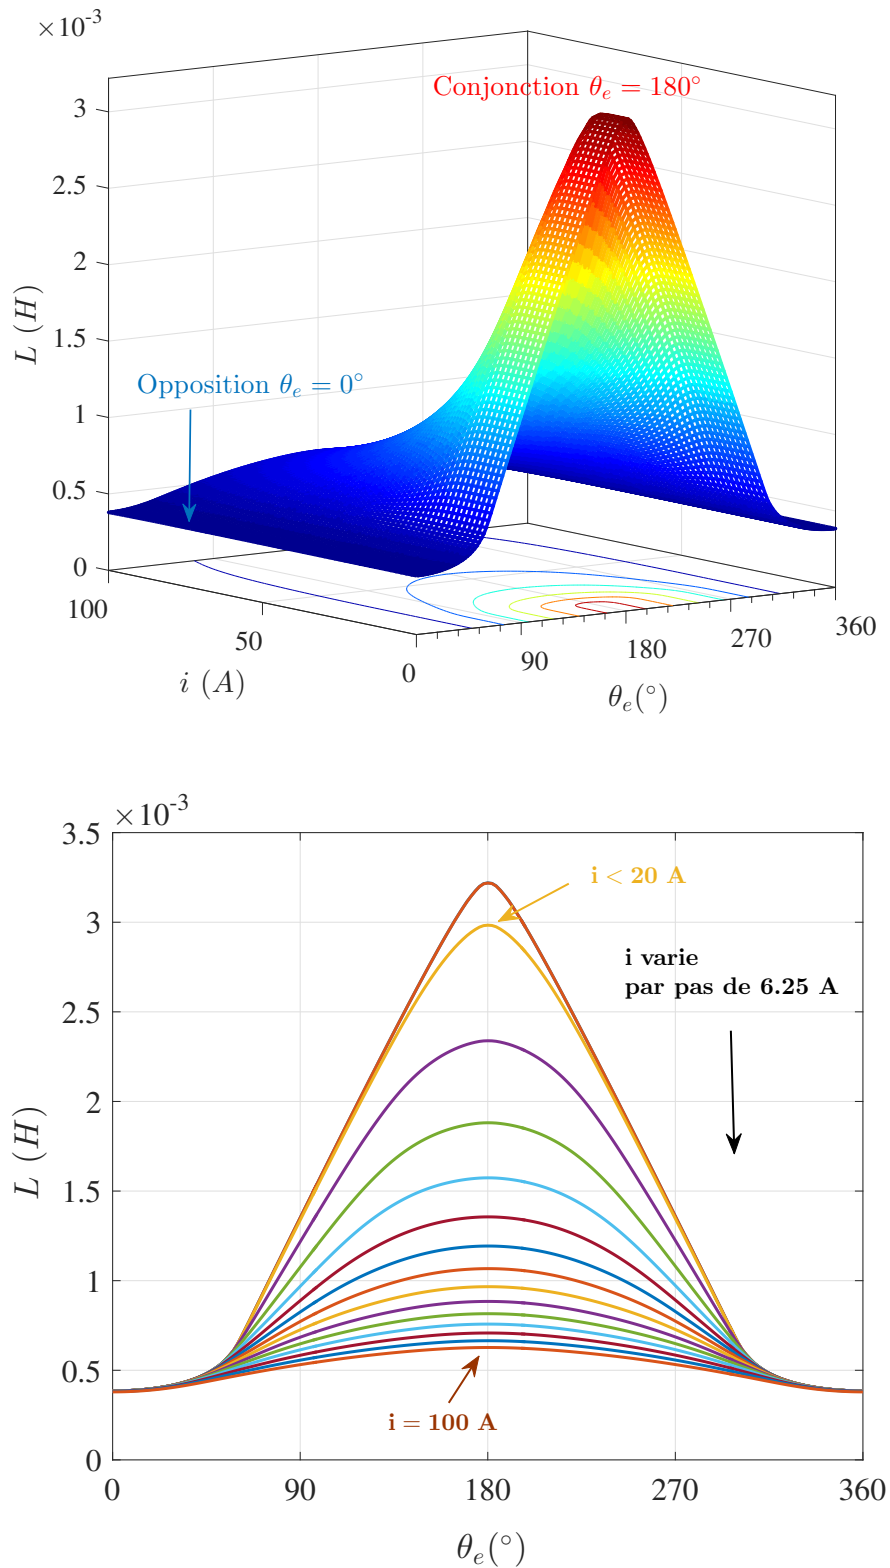 ×10⁻³
Conjonction θₑ = 180°
3
2.5
2
1.5
1
0.5
0
L (H)
Opposition θₑ = 0°
100
50
0
i (A)
90
180
270
360
θₑ(°)
×10⁻³
3.5
3
2.5
2
1.5
1
0.5
0
L (H)
i < 20 A
i varie
par pas de 6.25 A
i = 100 A
0
90
180
270
360
θₑ(°)